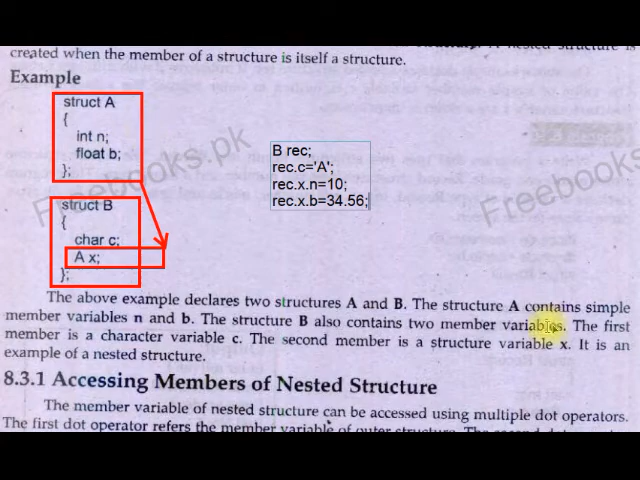 created when the member of a structure is itself a structure.
Example
struct A
{
int n;
float b;
};
struct B
{
char c;
A x;
};
B rec;
rec.c='A';
rec.x.n=10;
rec.x.b=34.56;
Freebooks.pk
Freebooks
The above example declares two structures A and B. The structure A contains simple
member variables n and b. The structure B also contains two member variables. The first
member is a character variable c. The second member is a structure variable x. It is an
example of a nested structure.
8.3.1 Accessing Members of Nested Structure
The member variable of nested structure can be accessed using multiple dot operators.
The first dot operator refers the member variable of outer structure. The second dot